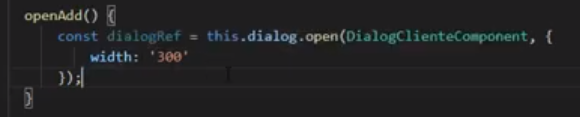 openAdd() {
const dialogRef = this.dialog.open(DialogClienteComponent, {
width: '300'
});
}